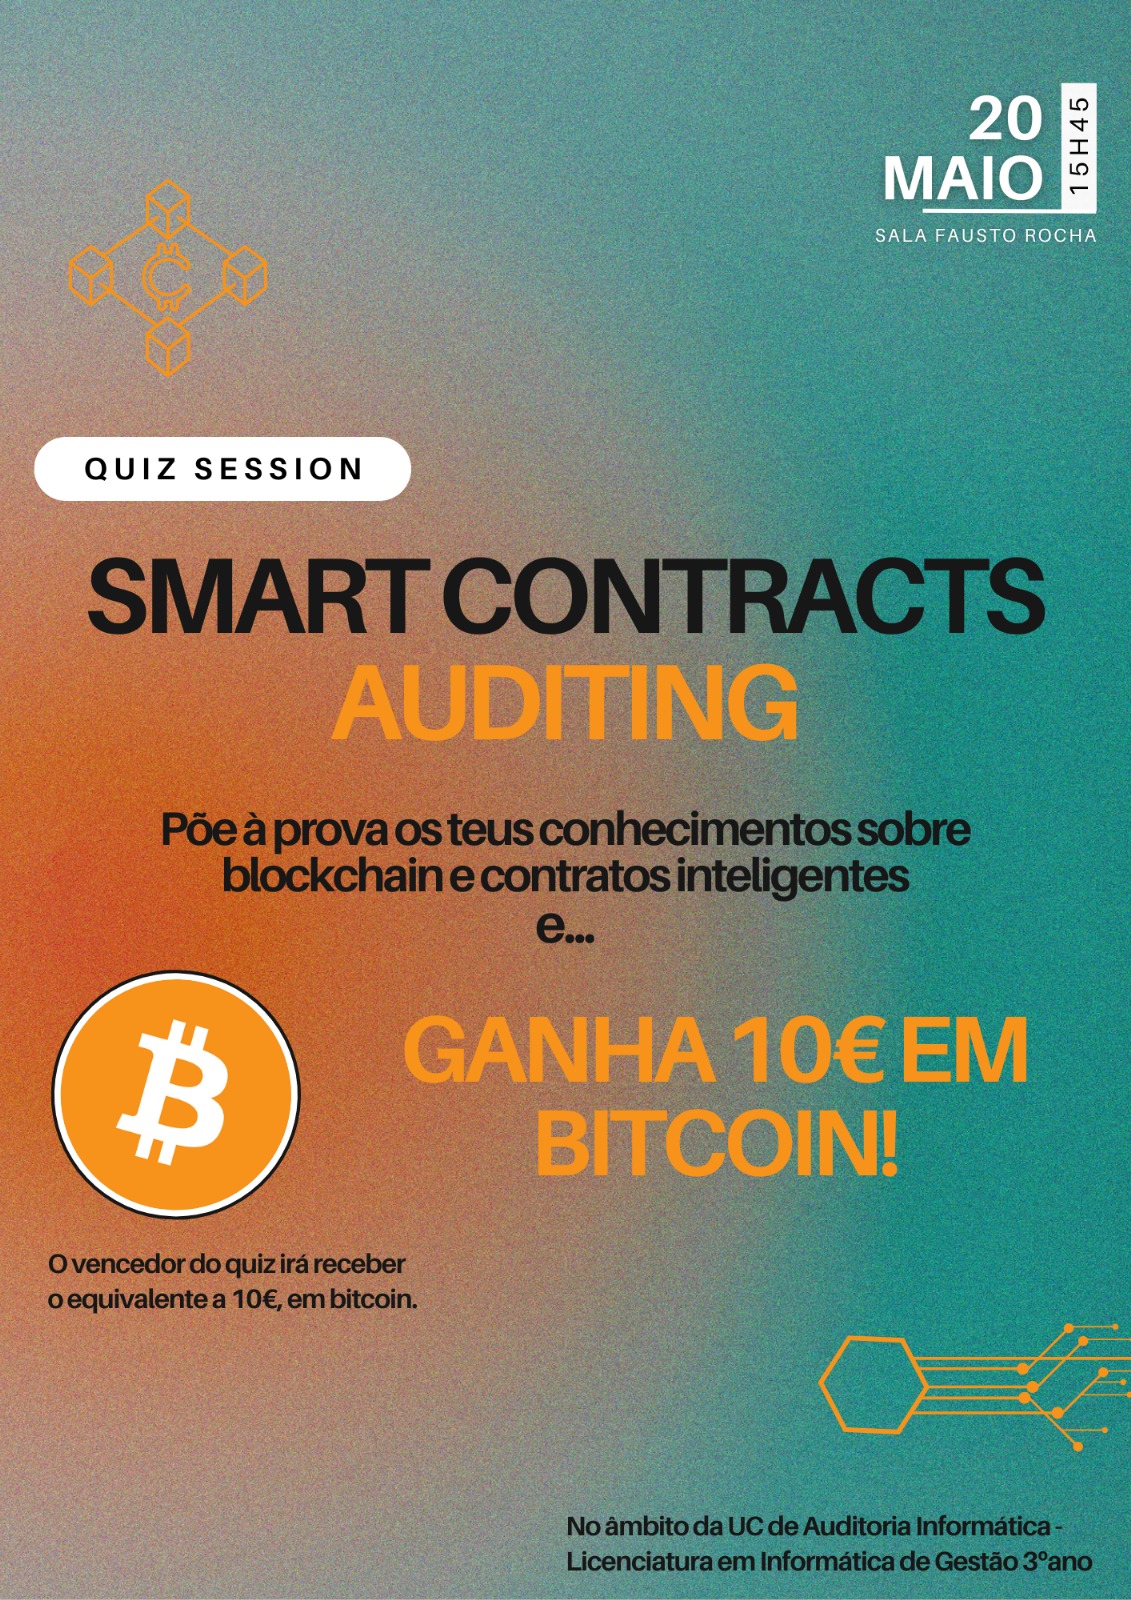 20
MAIO
15H45
SALA FAUSTO ROCHA
QUIZ SESSION
SMART CONTRACTS
AUDITING
Põe à prova os teus conhecimentos sobre
blockchain e contratos inteligentes
e...
GANHA 10€ EM
BITCOIN!
O vencedor do quiz irá receber
o equivalente a 10€, em bitcoin.
No âmbito da UC de Auditoria Informática -
Licenciatura em Informática de Gestão 3ºano